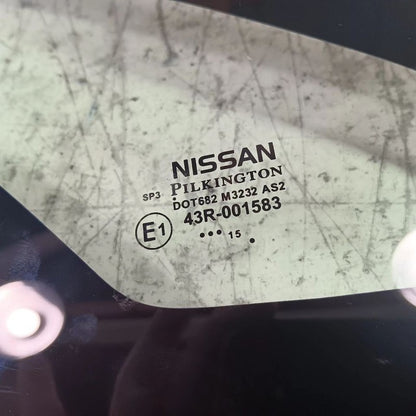 NISSAN
PILKINGTON
SP3 DOT682 M3232 AS2
E1 43R-001583
... 15 .